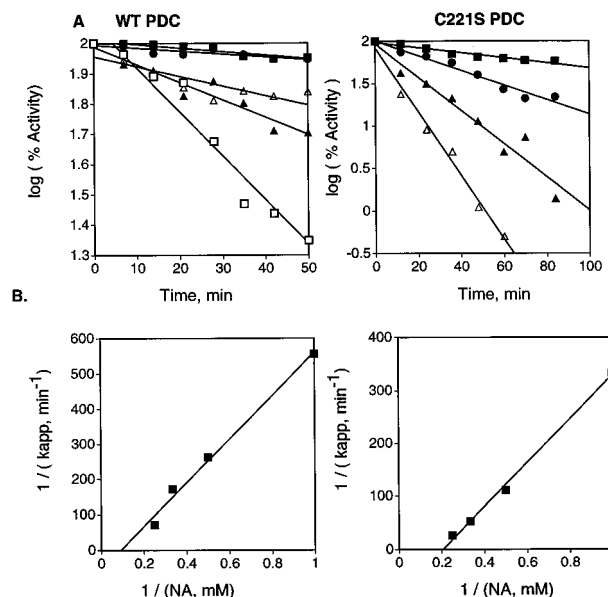 A WT PDC
C221S PDC
2
1.9
1.8
1.7
1.6
1.5
1.4
1.3
log ( % Activity)
0 10 20 30 40 50
Time, min
2
1.5
1
0.5
0
-0.5
log ( % Activity)
0 20 40 60 80 100
Time, min
B.
600
500
400
300
200
100
0
1 / ( kapp, min⁻¹)
0 0.2 0.4 0.6 0.8 1
1 / (NA, mM)
400
300
200
100
0
1 / ( kapp, min⁻¹)
0 0.2 0.4 0.6 0.8
1 / (NA, mM)